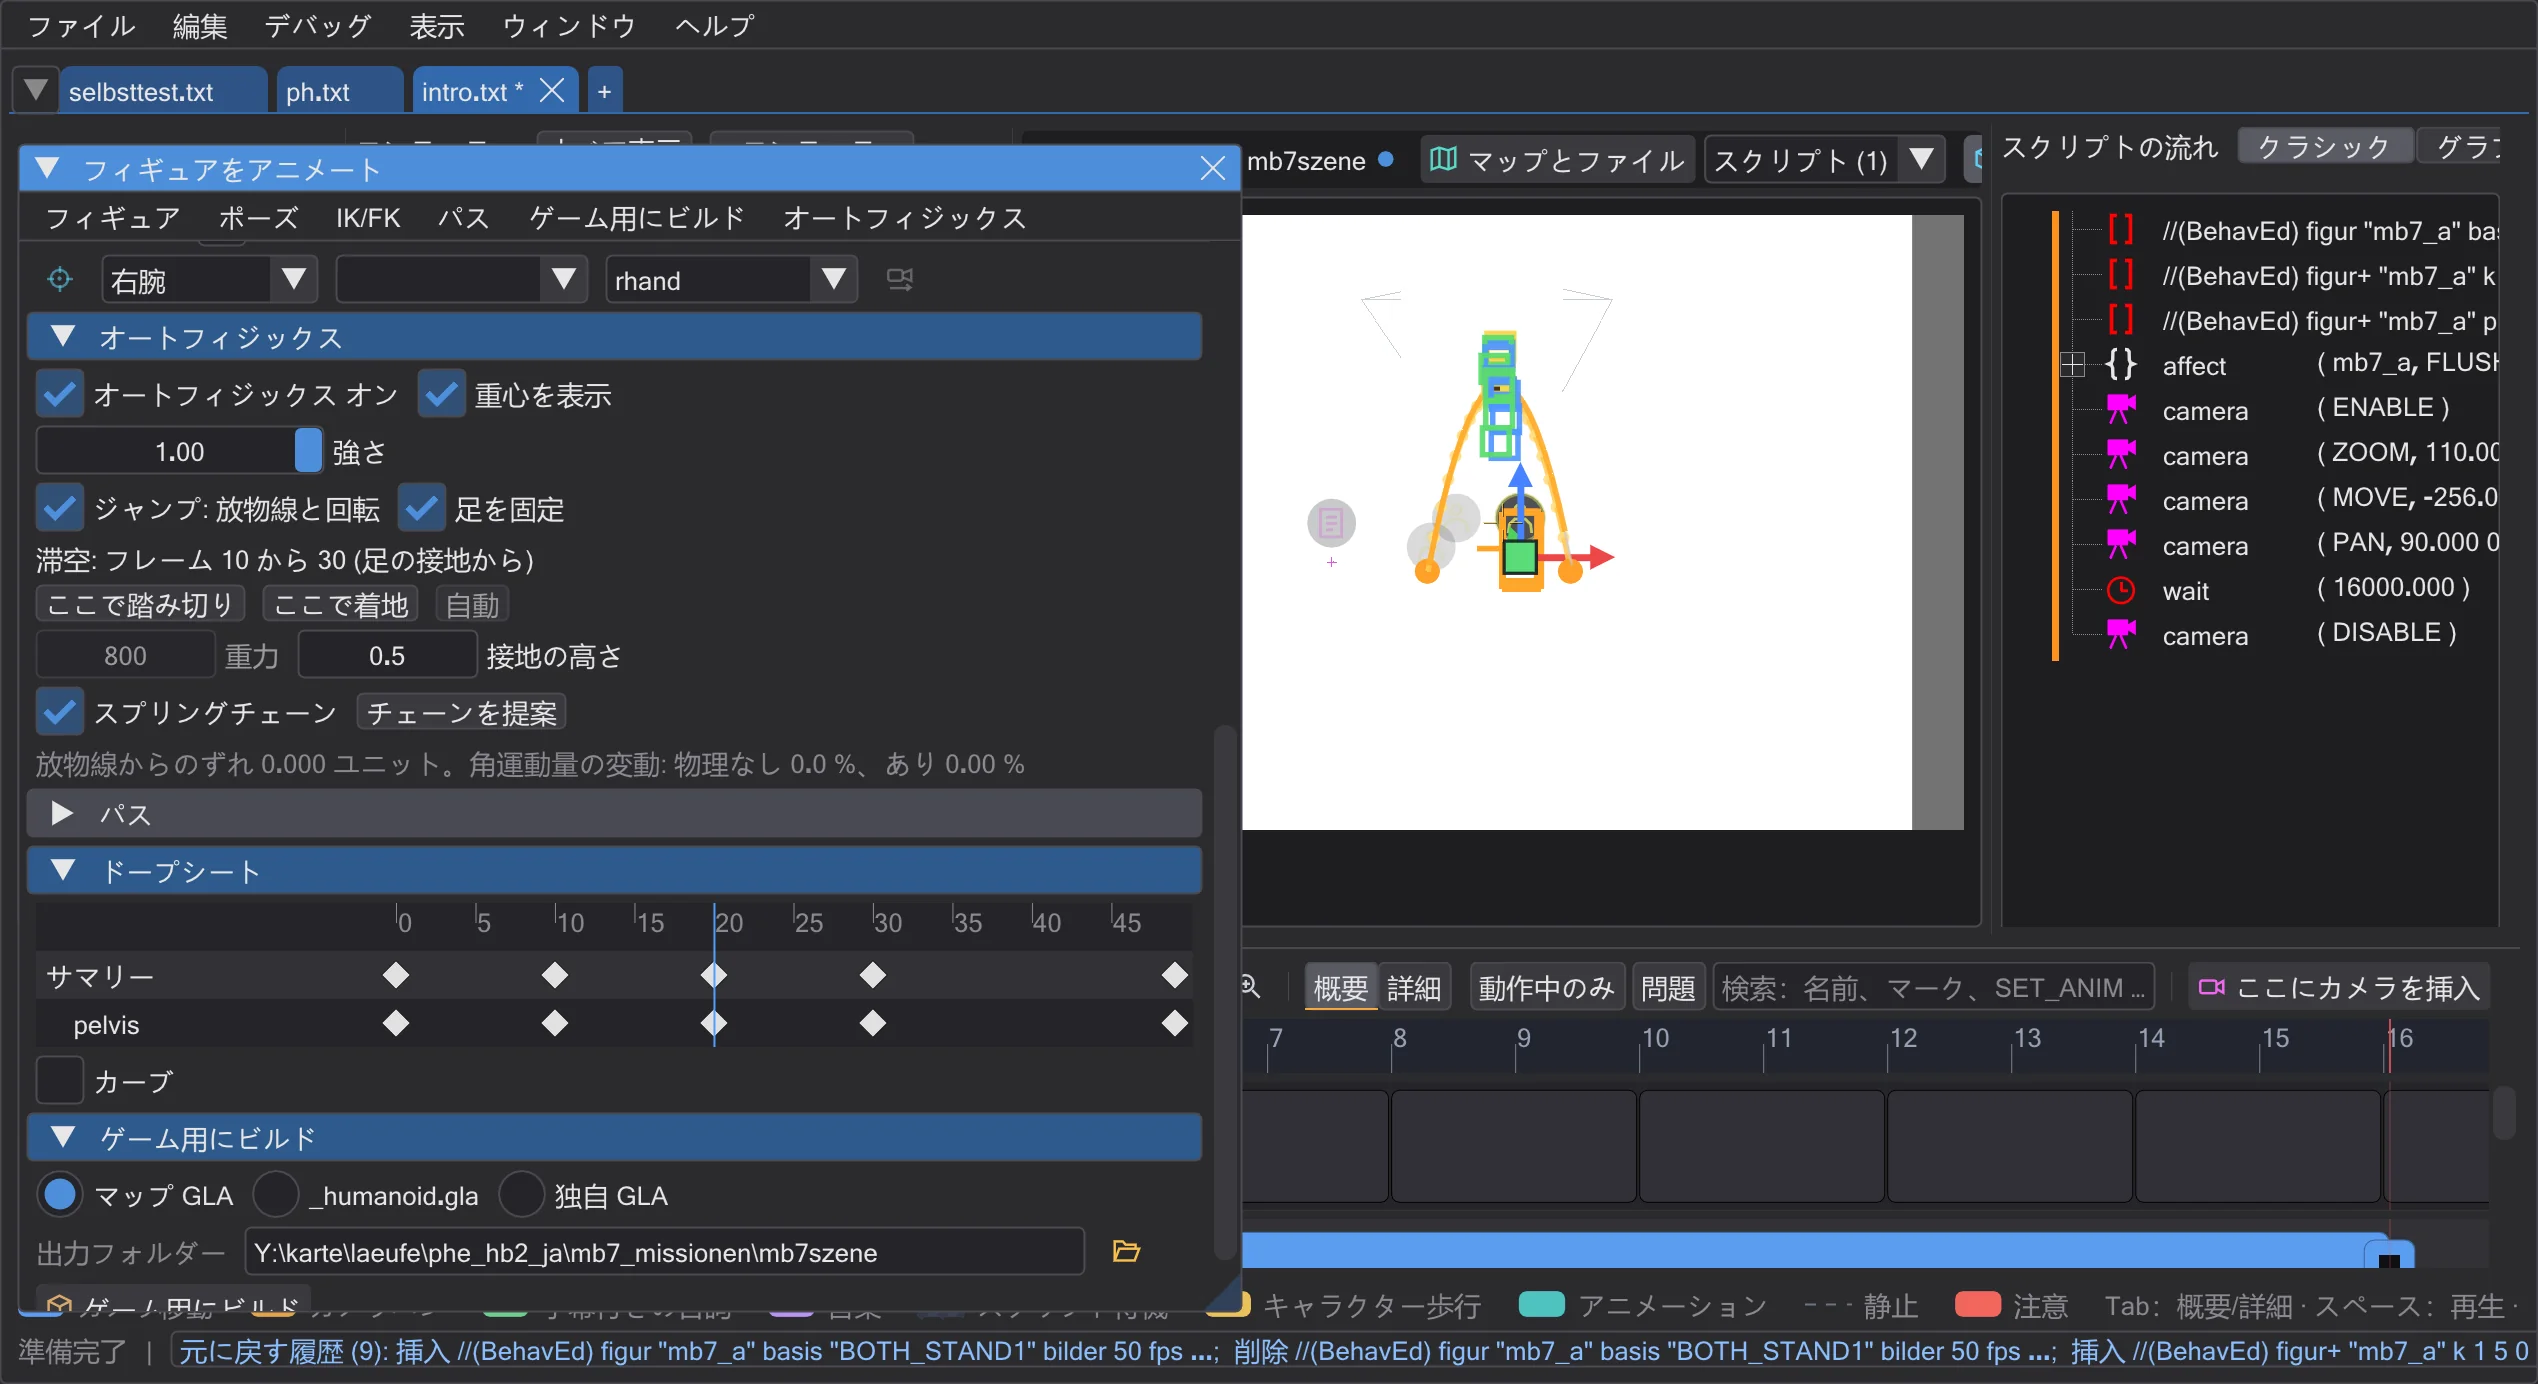 ファイル 編集 デバッグ 表示 ウィンドウ ヘルプ
selbsttest.txt ph.txt intro.txt * +
フィギュアをアニメート
フィギュア ポーズ IK/FK パス ゲーム用にビルド オートフィジックス
右腕 rhand
オートフィジックス
オートフィジックス オン 重心を表示
1.00 強さ
ジャンプ: 放物線と回転 足を固定
滞空: フレーム 10 から 30 (足の接地から)
ここで踏み切り ここで着地 自動
800 重力 0.5 接地の高さ
スプリングチェーン チェーンを提案
放物線からのずれ 0.000 ユニット。角運動量の変動: 物理なし 0.0 %、あり 0.00 %
パス
ドープシート
0 5 10 15 20 25 30 35 40 45
サマリー
pelvis
カーブ
ゲーム用にビルド
マップ GLA _humanoid.gla 独自 GLA
出力フォルダー Y:\karte\laeufe\phe_hb2_ja\mb7_missionen\mb7szene
ゲーム用にビルド
mb7szene マップとファイル スクリプト (1)
スクリプトの流れ クラシック グラフ
//(BehavEd) figur "mb7_a" bas
//(BehavEd) figur+ "mb7_a" k
//(BehavEd) figur+ "mb7_a" p
affect ( mb7_a, FLUSH
camera ( ENABLE )
camera ( ZOOM, 110.00
camera ( MOVE, -256.0
camera ( PAN, 90.000 0
wait ( 16000.000 )
camera ( DISABLE )
概要 詳細 動作中のみ 問題 検索: 名前、マーク、SET_ANIM ... ここにカメラを挿入
7 8 9 10 11 12 13 14 15 16
キャラクター歩行 アニメーション --- 静止 注意 Tab: 概要/詳細 · スペース: 再生 ·
準備完了 | 元に戻す履歴 (9): 挿入 //(BehavEd) figur "mb7_a" basis "BOTH_STAND1" bilder 50 fps ...; 削除 //(BehavEd) figur "mb7_a" basis "BOTH_STAND1" bilder 50 fps ...; 挿入 //(BehavEd) figur+ "mb7_a" k 1 5 0